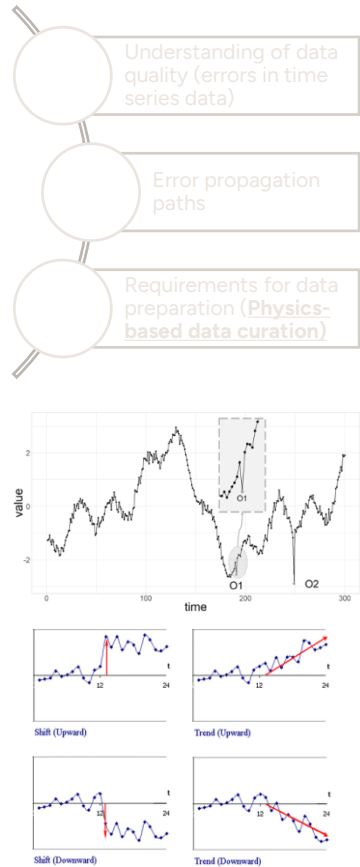 Understanding of data
quality (errors in time
series data)
Error propagation
paths
Requirements for data
preparation (Physics-
based data curation)
value
2
0
-2
O1
O1
O2
0
100
200
300
time
t
12
24
Shift (Upward)
t
12
24
Trend (Upward)
t
12
24
Shift (Downward)
t
12
24
Trend (Downward)